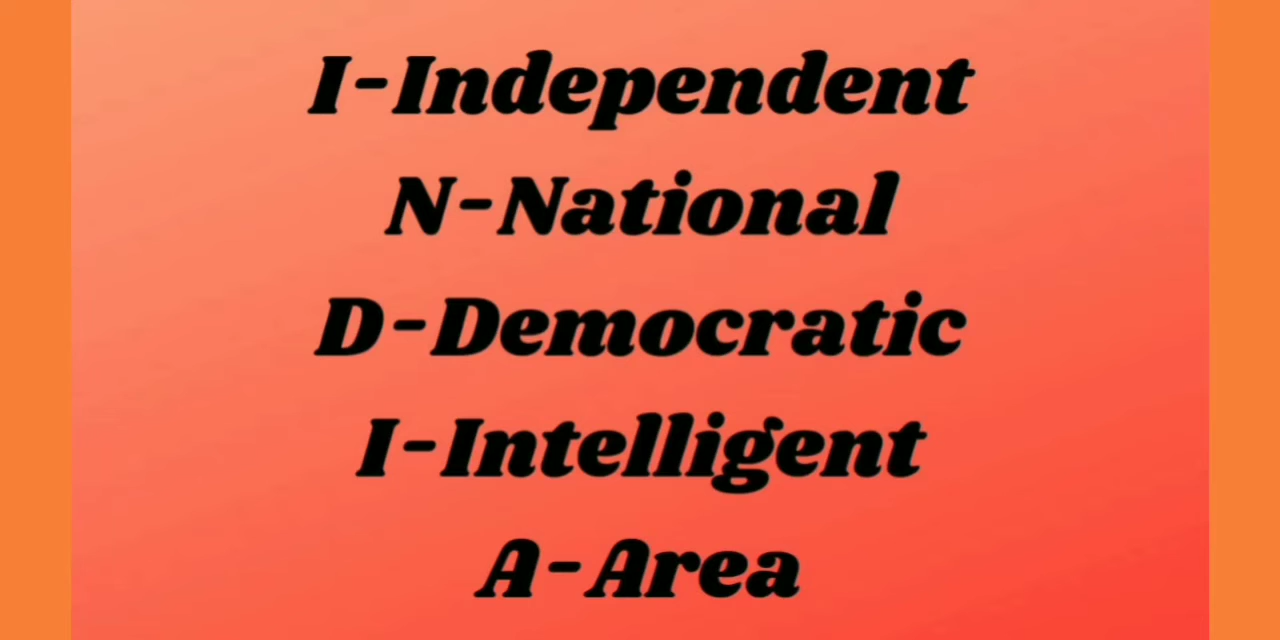 I-Independent
N-National
D-Democratic
I-Intelligent
A-Area